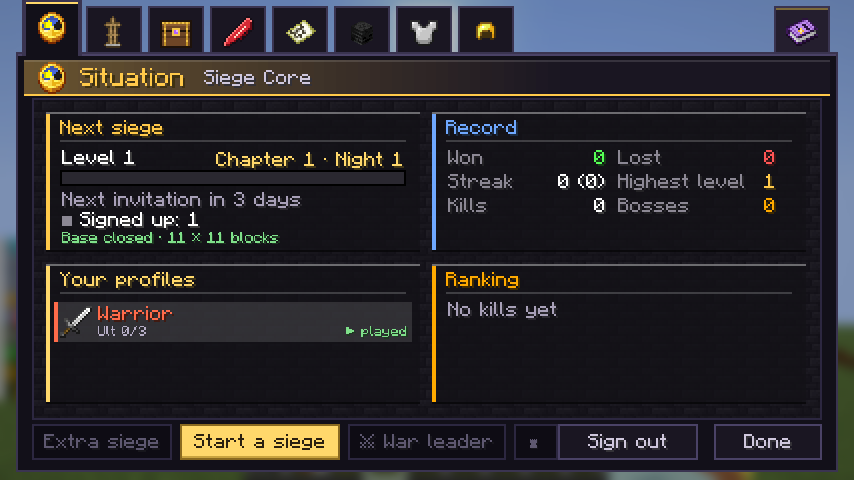 Situation Siege Core
Next siege
Level 1 Chapter 1 · Night 1
Next invitation in 3 days
Signed up: 1
Base closed · 11 × 11 blocks
Record
Won 0 Lost 0
Streak 0 (0) Highest level 1
Kills 0 Bosses 0
Your profiles
Warrior
Ult 0/3 ▶ played
Ranking
No kills yet
Extra siege Start a siege ⚔ War leader Sign out Done